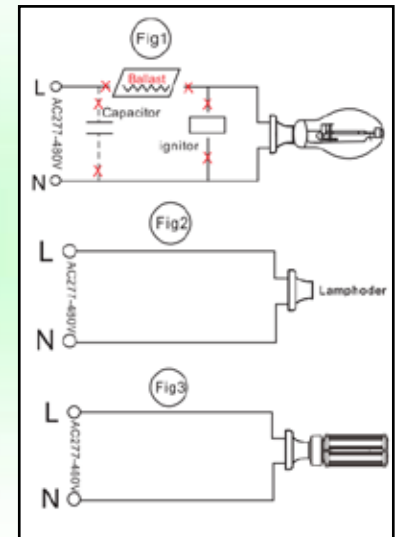 Fig1
Ballast
L
Capacitor
AC277-480V
ignitor
N
Fig2
L
AC277-480V
Lamphoder
N
Fig3
L
AC277-480V
N